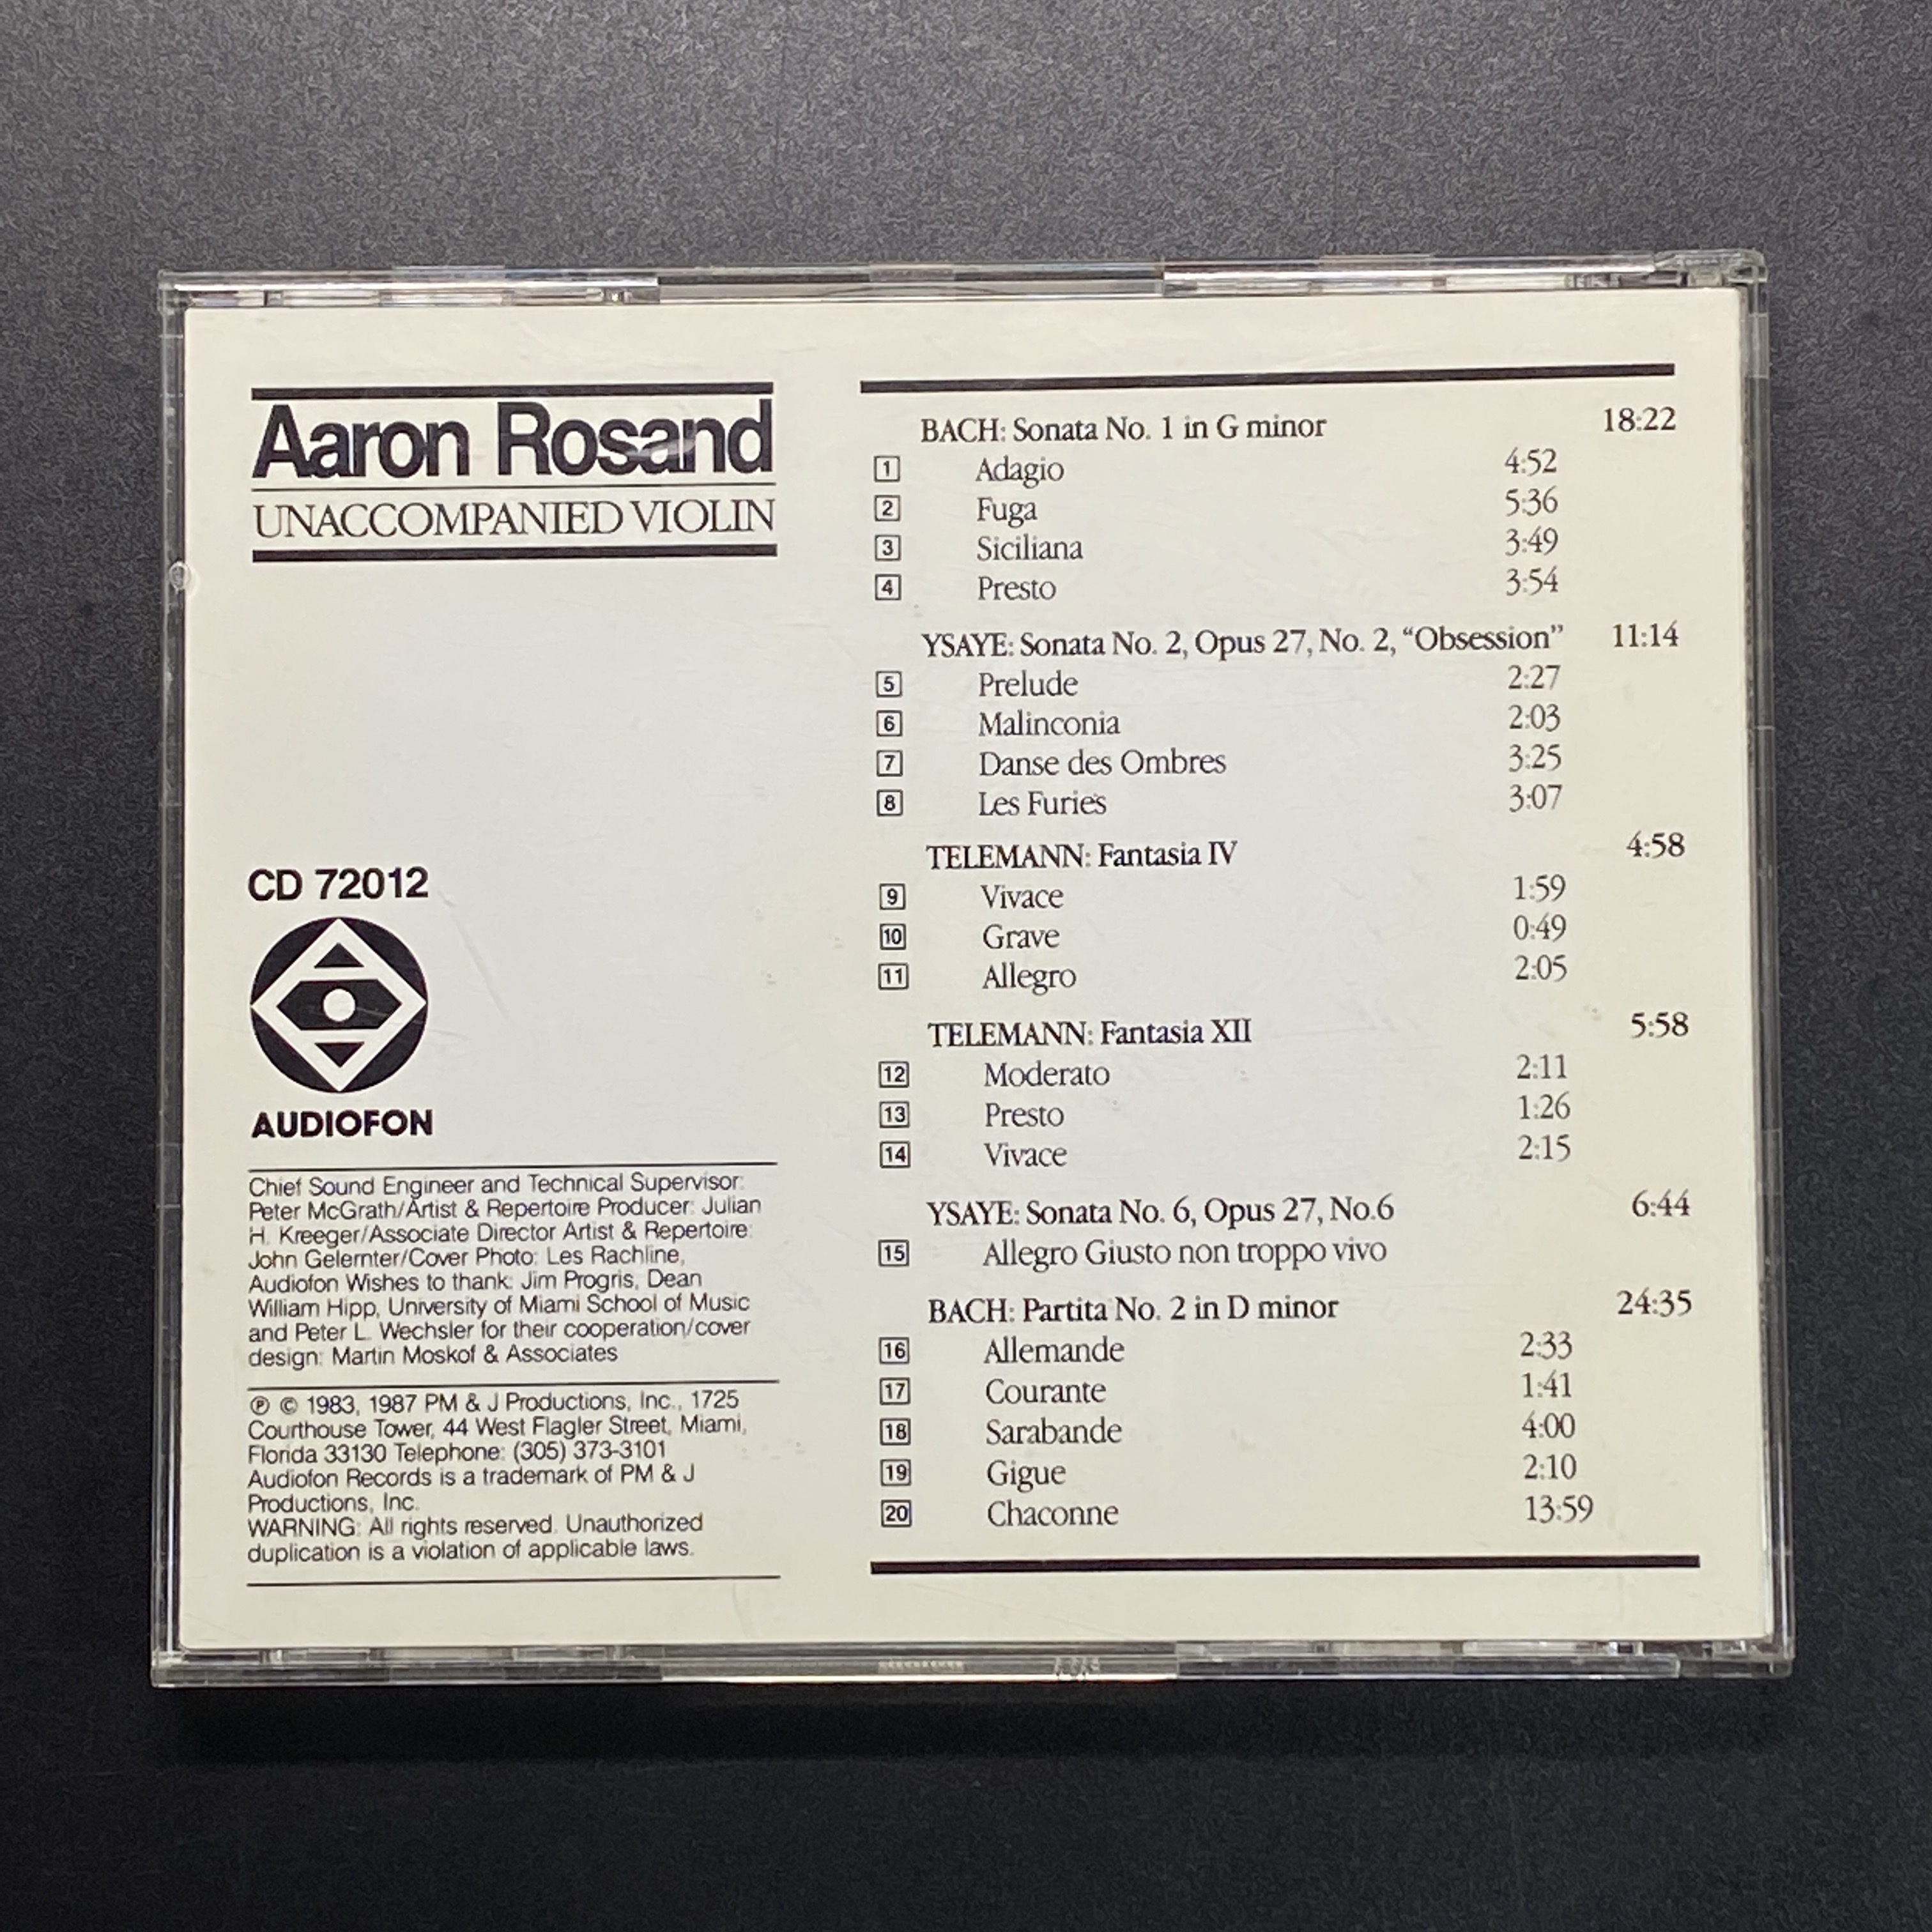 Aaron Rosand
UNACCOMPANIED VIOLIN
CD 72012
AUDIOFON
Chief Sound Engineer and Technical Supervisor:
Peter McGrath/Artist & Repertoire Producer: Julian
H. Kreeger/Associate Director Artist & Repertoire:
John Gelernter/Cover Photo: Les Rachline,
Audiofon Wishes to thank: Jim Progris, Dean
William Hipp, University of Miami School of Music
and Peter L. Wechsler for their cooperation/cover
design: Martin Moskof & Associates
℗ © 1983, 1987 PM & J Productions, Inc., 1725
Courthouse Tower, 44 West Flagler Street, Miami,
Florida 33130 Telephone: (305) 373-3101
Audiofon Records is a trademark of PM & J
Productions, Inc.
WARNING: All rights reserved. Unauthorized
duplication is a violation of applicable laws.
BACH: Sonata No. 1 in G minor 18:22
1 Adagio 4:52
2 Fuga 5:36
3 Siciliana 3:49
4 Presto 3:54
YSAYE: Sonata No. 2, Opus 27, No. 2, “Obsession” 11:14
5 Prelude 2:27
6 Malinconia 2:03
7 Danse des Ombres 3:25
8 Les Furies 3:07
TELEMANN: Fantasia IV 4:58
9 Vivace 1:59
10 Grave 0:49
11 Allegro 2:05
TELEMANN: Fantasia XII 5:58
12 Moderato 2:11
13 Presto 1:26
14 Vivace 2:15
YSAYE: Sonata No. 6, Opus 27, No.6 6:44
15 Allegro Giusto non troppo vivo
BACH: Partita No. 2 in D minor 24:35
16 Allemande 2:33
17 Courante 1:41
18 Sarabande 4:00
19 Gigue 2:10
20 Chaconne 13:59